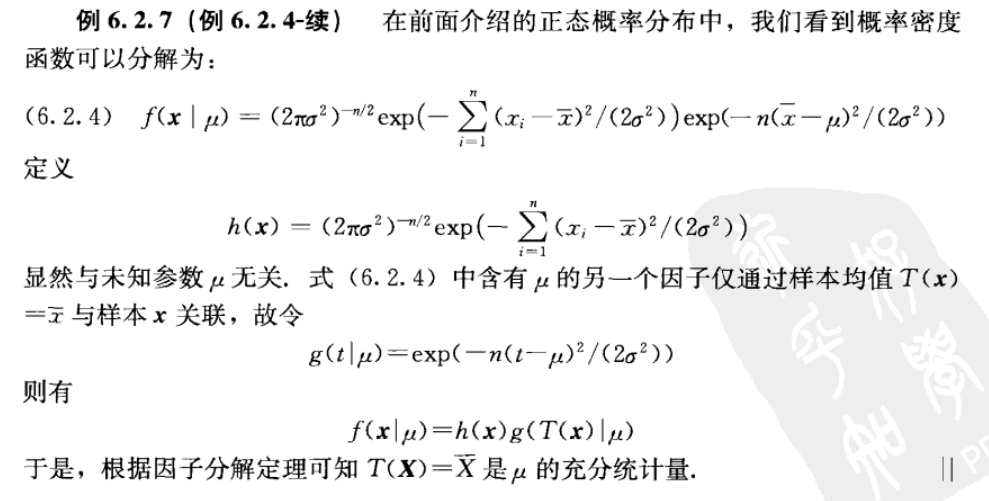 例 6.2.7 (例 6.2.4-续) 在前面介绍的正态概率分布中，我们看到概率密度
函数可以分解为：
(6.2.4) f(x | μ) = (2πσ²)^{-n/2} exp(- ∑_{i=1}^{n} (x_i - x̄)²/(2σ²)) exp(- n(x̄ - μ)²/(2σ²))
定义
h(x) = (2πσ²)^{-n/2} exp(- ∑_{i=1}^{n} (x_i - x̄)²/(2σ²))
显然与未知参数 μ 无关. 式 (6.2.4) 中含有 μ 的另一个因子仅通过样本均值 T(x)
=x̄ 与样本 x 关联，故令
g(t|μ)=exp(-n(t-μ)²/(2σ²))
则有
f(x|μ)=h(x)g(T(x)|μ)
于是，根据因子分解定理可知 T(X)=X̄ 是 μ 的充分统计量. ||